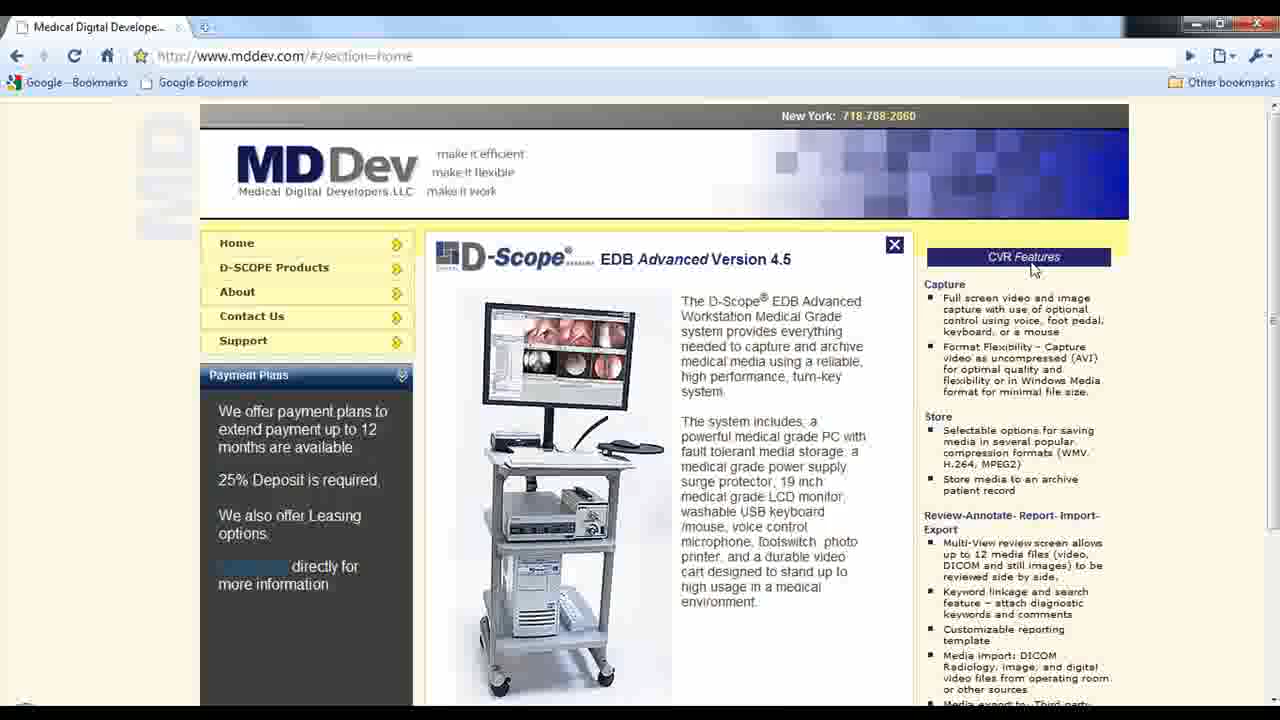 Medical Digital Develope...
http://www.mddev.com/#/section=home
Google - Bookmarks
Google Bookmark
Other bookmarks
MD
New York: 718-788-2660
MDDev
Medical Digital Developers.LLC
make it efficient
make it flexible
make it work
Home
D-SCOPE Products
About
Contact Us
Support
Payment Plans
We offer payment plans to
extend payment up to 12
months are available.
25% Deposit is required.
We also offer Leasing
options.
directly for
more information.
D-Scope® EDB Advanced Version 4.5
The D-Scope® EDB Advanced
Workstation Medical Grade
system provides everything
needed to capture and archive
medical media using a reliable,
high performance, turn-key
system.
The system includes, a
powerful medical grade PC with
fault tolerant media storage, a
medical grade power supply
surge protector, 19 inch
medical grade LCD monitor,
washable USB keyboard
/mouse, voice control
microphone, footswitch, photo
printer, and a durable video
cart designed to stand up to
high usage in a medical
environment.
CVR Features
Capture
Full screen video and image
capture with use of optional
control using voice, foot pedal,
keyboard, or a mouse
Format Flexibility - Capture
video as uncompressed (AVI)
for optimal quality and
flexibility or in Windows Media
format for minimal file size.
Store
Selectable options for saving
media in several popular
compression formats (WMV,
H.264, MPEG2)
Store media to an archive
patient record
Review-Annotate- Report- Import-
Export
Multi-View review screen allows
up to 12 media files (video,
DICOM and still images) to be
reviewed side by side.
Keyword linkage and search
feature – attach diagnostic
keywords and comments
Customizable reporting
template
Media import: DICOM
Radiology, image, and digital
video files from operating room
or other sources
Media export to- Third party